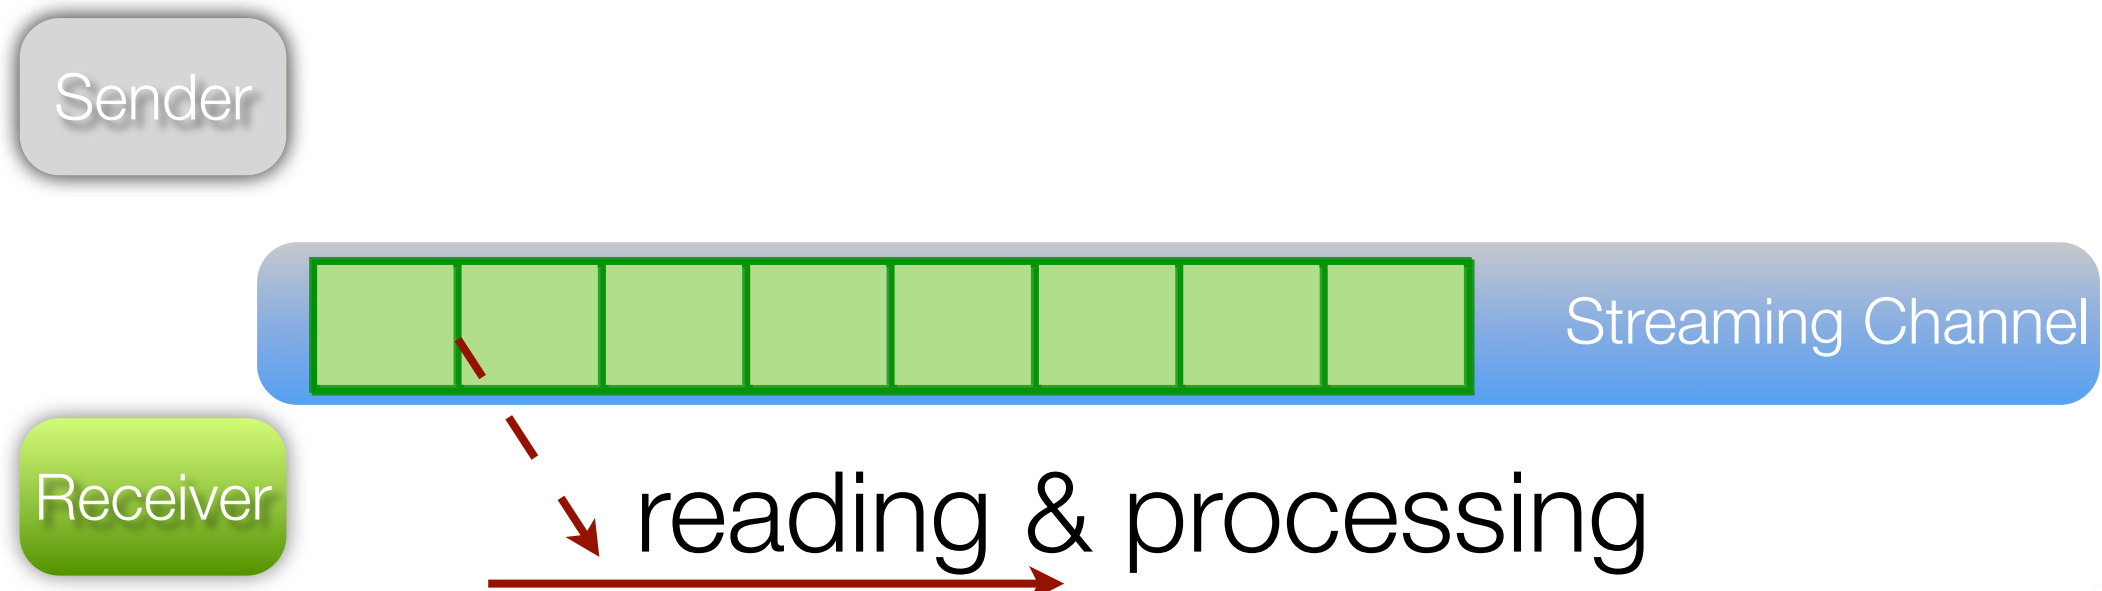 Sender
Streaming Channel
Receiver
reading & processing